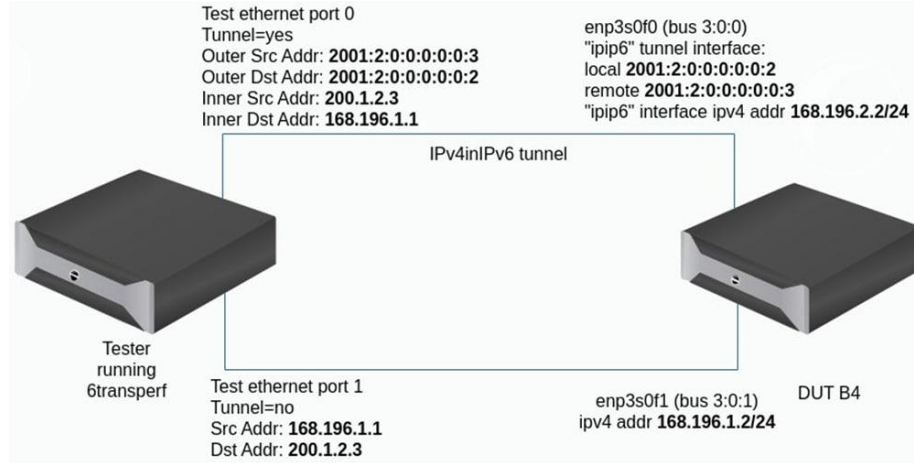 Test ethernet port 0
Tunnel=yes
Outer Src Addr: 2001:2:0:0:0:0:0:3
Outer Dst Addr: 2001:2:0:0:0:0:0:2
Inner Src Addr: 200.1.2.3
Inner Dst Addr: 168.196.1.1
enp3s0f0 (bus 3:0:0)
"ipip6" tunnel interface:
local 2001:2:0:0:0:0:0:2
remote 2001:2:0:0:0:0:0:3
"ipip6" interface ipv4 addr 168.196.2.2/24
IPv4inIPv6 tunnel
Tester
running
6transperf
Test ethernet port 1
Tunnel=no
Src Addr: 168.196.1.1
Dst Addr: 200.1.2.3
enp3s0f1 (bus 3:0:1)
ipv4 addr 168.196.1.2/24
DUT B4